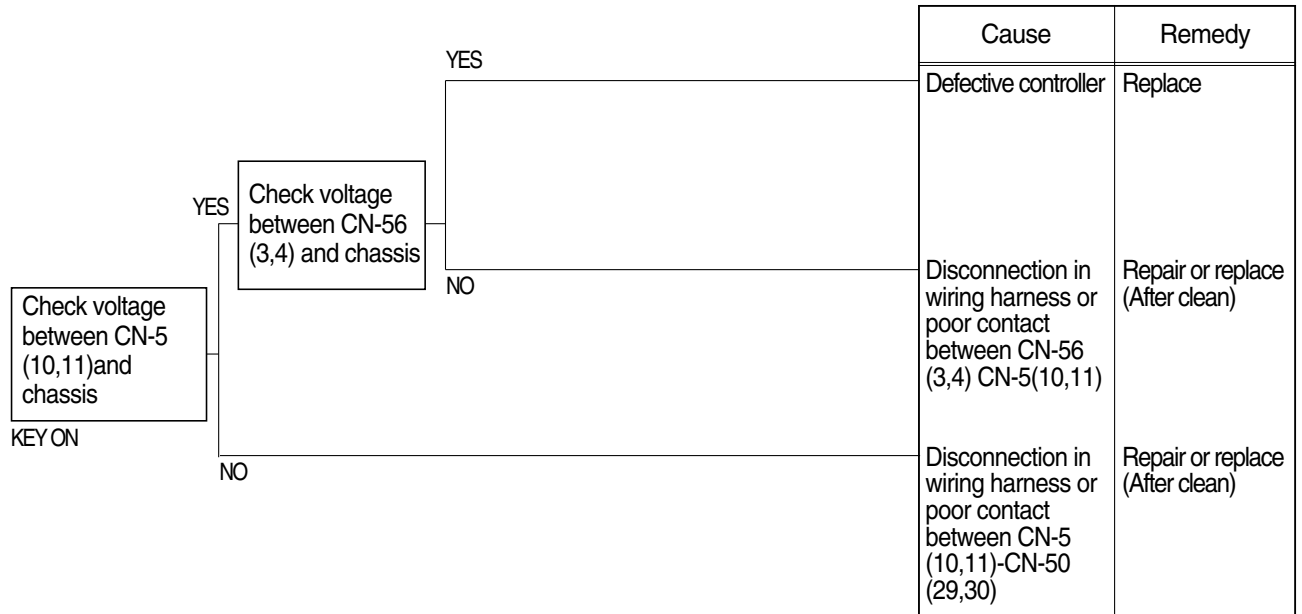 Cause
Remedy
YES
Defective controller
Replace
YES
Check voltage
between CN-56
(3,4) and chassis
NO
Disconnection in
wiring harness or
poor contact
between CN-56
(3,4) CN-5(10,11)
Repair or replace
(After clean)
Check voltage
between CN-5
(10,11)and
chassis
KEY ON
NO
Disconnection in
wiring harness or
poor contact
between CN-5
(10,11)-CN-50
(29,30)
Repair or replace
(After clean)